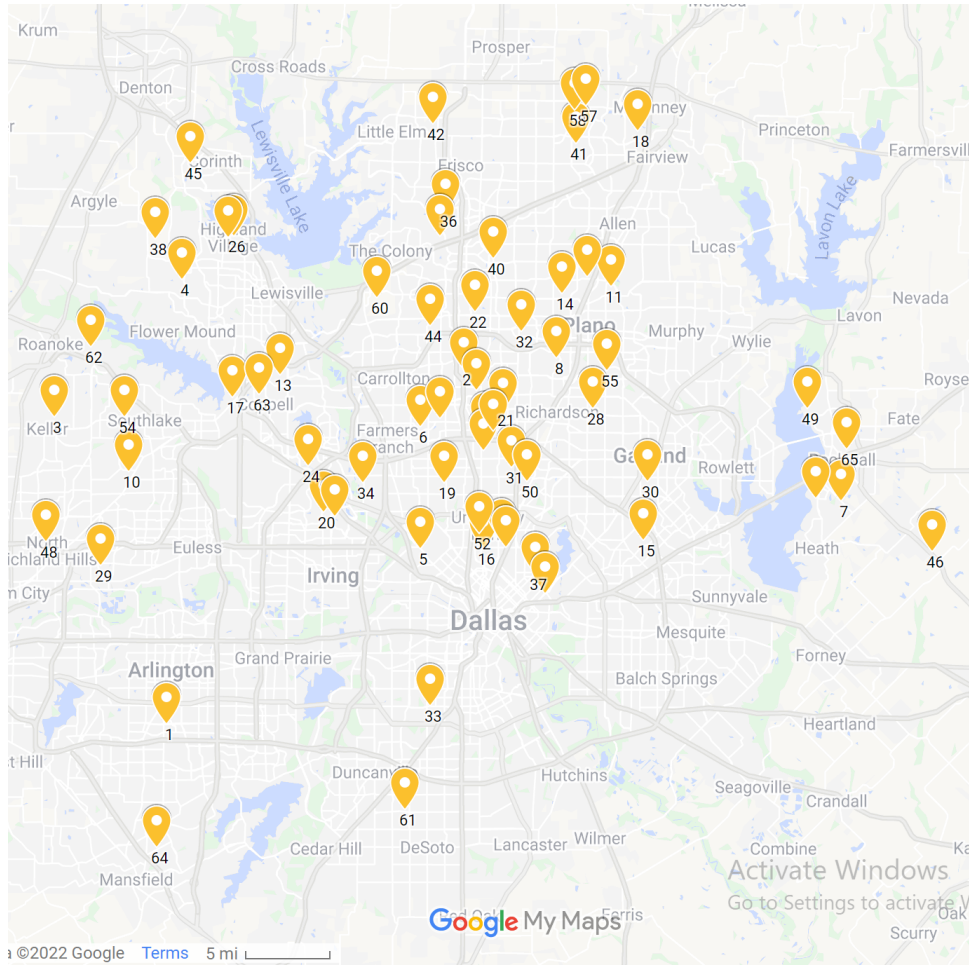 Krum
Prosper
Cross Roads
Denton
42
58
57
18
Little Elm
Princeton
41
45
Corinth
Frisco
Fairview
Farmersville
Lewisville Lake
Argyle
36
Allen
38
Highland
Village
26
Lavon Lake
The Colony
40
Lucas
4
Lewisville
60
14
11
Nevada
22
44
Flower Mound
Plano
Murphy
Lavon
Roanoke
62
32
Wylie
13
2
8
Carrollton
55
17
63
Coppell
Southlake
3
54
Keller
21
Richardson
28
49
Fate
6
Farmers
Branch
65
10
24
31
50
Rowlett
34
19
30
20
7
48
North
Richland Hills
Euless
5
52
16
15
Heath
46
29
Irving
37
Sunnyvale
Dallas
Mesquite
Grand Prairie
Forney
Arlington
Balch Springs
33
1
Heartland
Duncanville
Hutchins
Seagoville
Crandall
61
64
Cedar Hill
DeSoto
Lancaster
Wilmer
Combine
Mansfield
Activate Windows
Go to Settings to activate W
Google My Maps
Ferris
Oak
Scurry
©2022 Google
Terms
5 mi